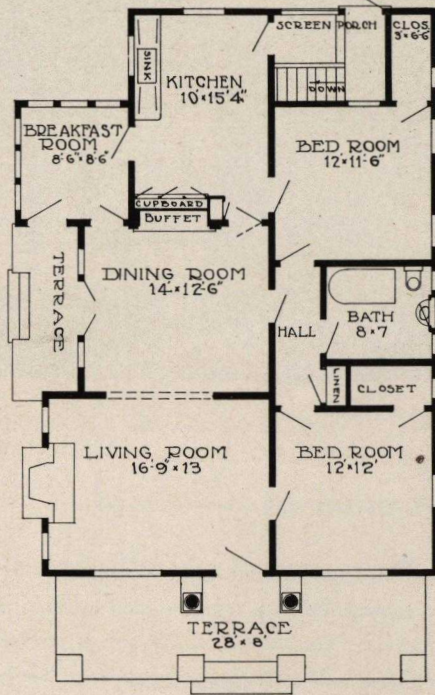 SCREEN PORCH
CLOS.
3'×6'6
SINK
KITCHEN
10'×15'4"
DOWN
BREAKFAST
ROOM
8'-6"×8'-6"
BED ROOM
12'×11'-6"
CUPBOARD
BUFFET
TERRACE
DINING ROOM
14'×12'-6"
HALL
BATH
8×7
LINEN
CLOSET
LIVING ROOM
16'-9"×13
BED ROOM
12'×12'
TERRACE
28'×8'